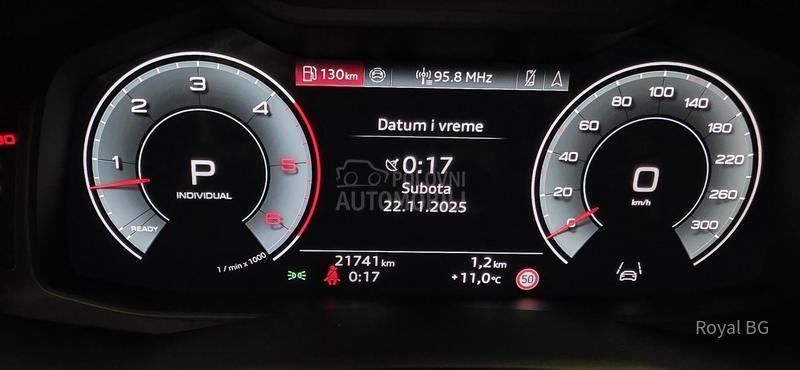 130 km
95.8 MHz
Datum i vreme
0:17
Subota
22.11.2025
POLOVNI
AUTOMOBILI
1
2
3
4
5
6
P
INDIVIDUAL
READY
1 / min x 1000
0
20
40
60
80
100
140
180
220
260
300
0
km/h
21741 km
1,2 km
0:17
+11,0 °C
50
Royal BG